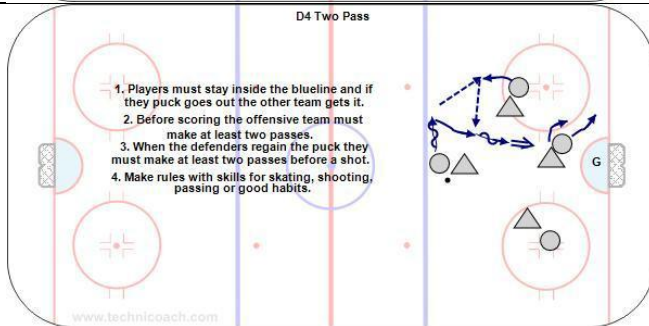 D4 Two Pass
1. Players must stay inside the blueline and if
they puck goes out the other team gets it.
2. Before scoring the offensive team must
make at least two passes.
3. When the defenders regain the puck they
must make at least two passes before a shot.
4. Make rules with skills for skating, shooting,
passing or good habits.
G
www.technicoach.com